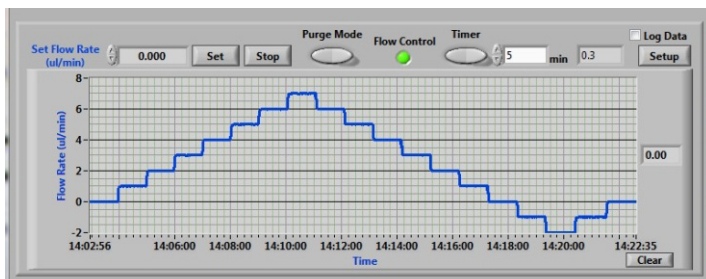 Purge Mode Flow Control Timer Log Data
Set Flow Rate
(ul/min)
0.000 Set Stop 5 min 0.3 Setup
Flow Rate (ul/min)
8
6
4
2
0
-2
0.00
14:02:56 14:06:00 14:08:00 14:10:00 14:12:00 14:14:00 14:16:00 14:18:00 14:20:00 14:22:35
Time
Clear